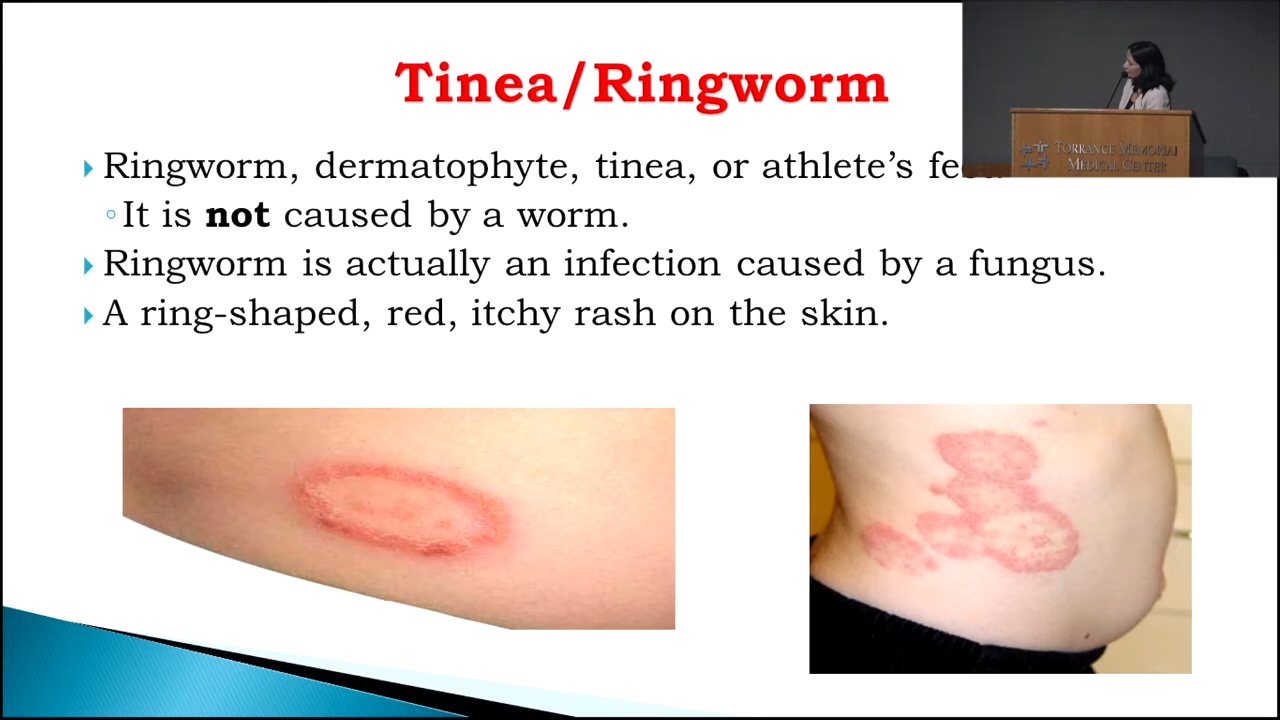 Tinea/Ringworm
Ringworm, dermatophyte, tinea, or athlete's
It is not caused by a worm.
Ringworm is actually an infection caused by a fungus.
A ring-shaped, red, itchy rash on the skin.
TORRANCE MEMORIAL
MEDICAL CENTER